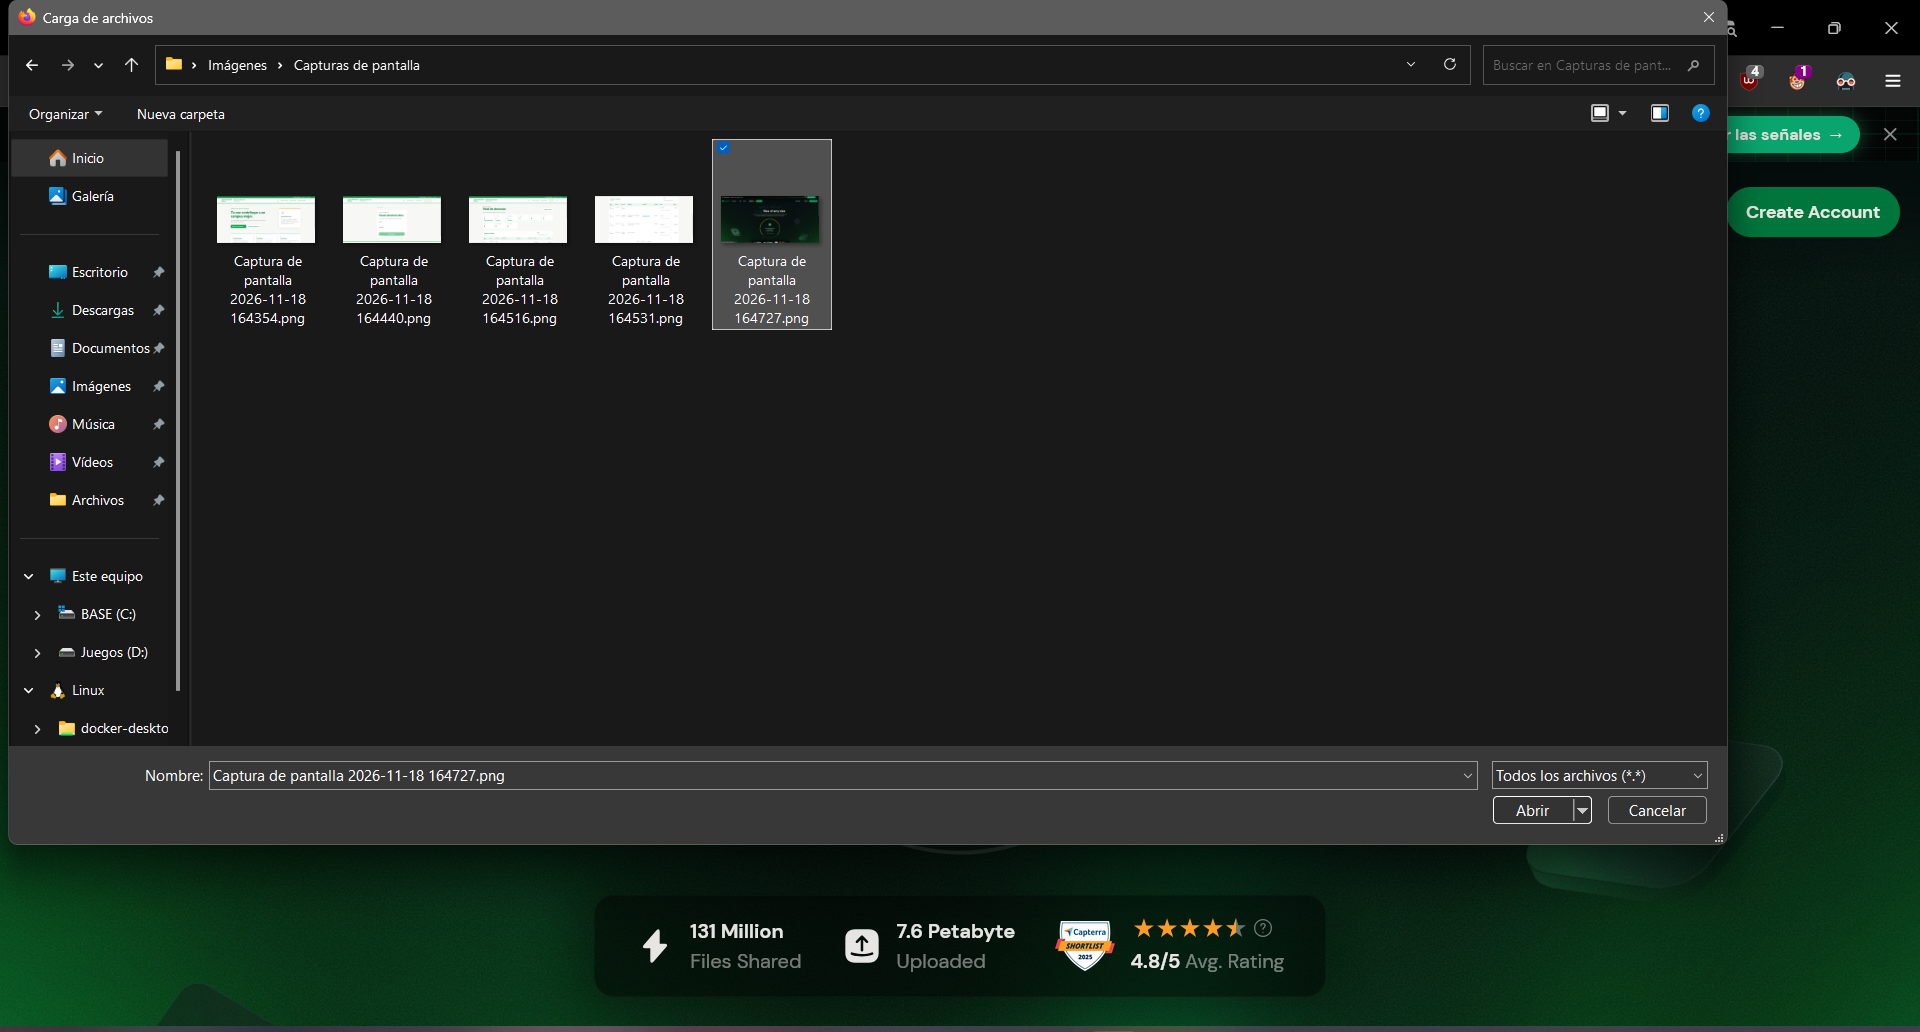 Carga de archivos
Imágenes
Capturas de pantalla
Buscar en Capturas de pant...
4
1
Organizar
Nueva carpeta
?
r las señales →
Create Account
Inicio
Galería
Escritorio
Descargas
Documentos
Imágenes
Música
Vídeos
Archivos
Este equipo
BASE (C:)
Juegos (D:)
Linux
docker-deskto
Captura de
pantalla
2026-11-18
164354.png
Captura de
pantalla
2026-11-18
164440.png
Captura de
pantalla
2026-11-18
164516.png
Captura de
pantalla
2026-11-18
164531.png
Captura de
pantalla
2026-11-18
164727.png
Nombre:
Captura de pantalla 2026-11-18 164727.png
Todos los archivos (*.*)
Abrir
Cancelar
131 Million
Files Shared
7.6 Petabyte
Uploaded
Capterra
SHORTLIST
2025
?
4.8/5 Avg. Rating